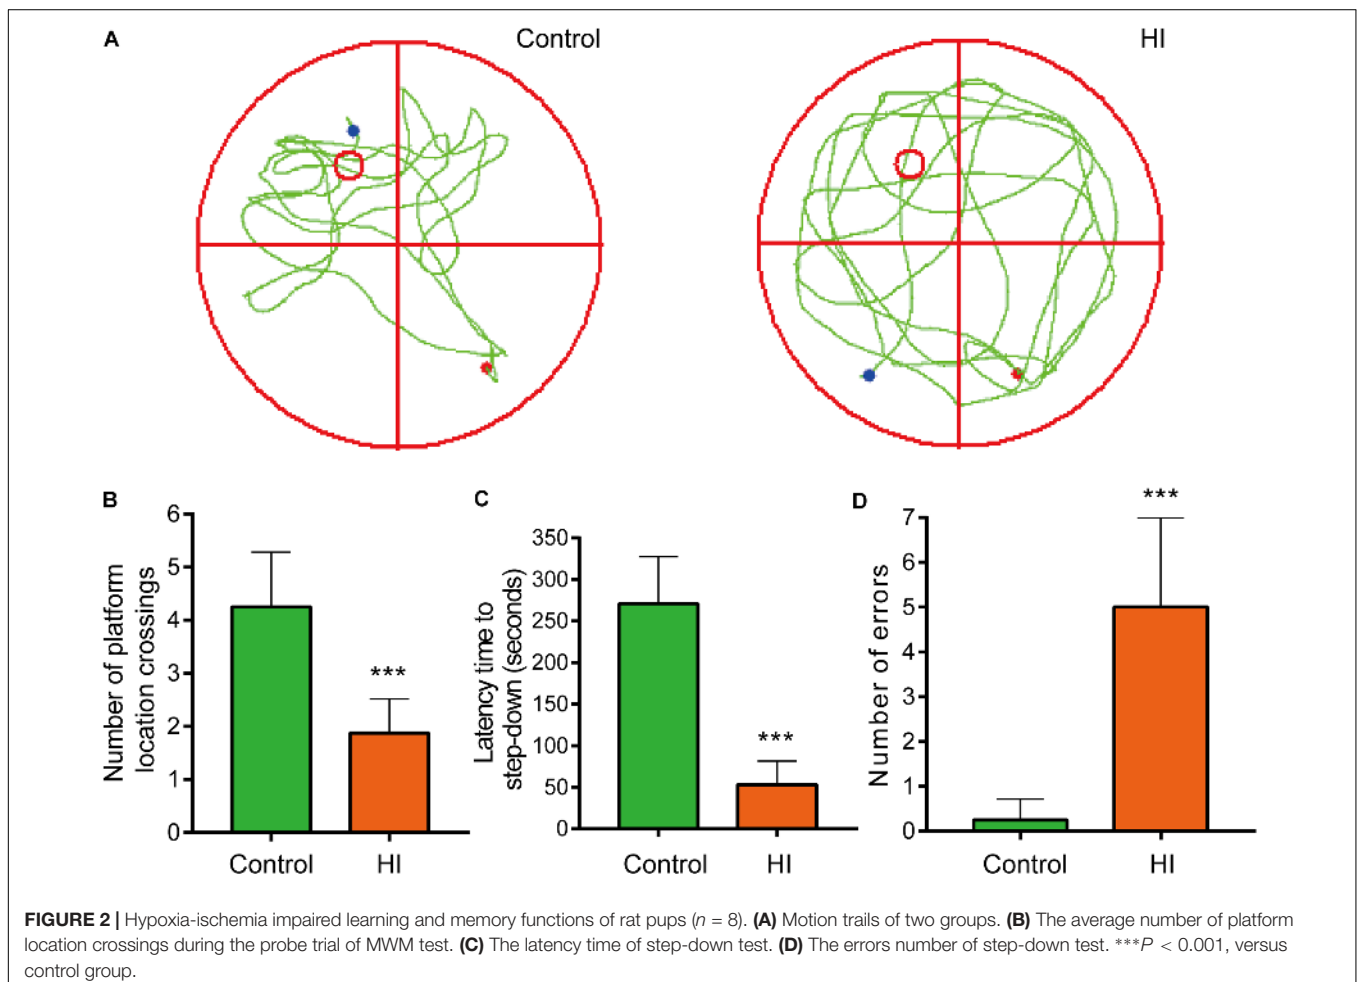 A
Control
HI
B
6
5
4
3
2
1
0
Number of platform
location crossings
***
Control
HI
C
350
300
250
200
150
100
50
0
Latency time to
step-down (seconds)
***
Control
HI
D
7
6
5
4
3
2
1
0
Number of errors
***
Control
HI
FIGURE 2 | Hypoxia-ischemia impaired learning and memory functions of rat pups (n = 8). (A) Motion trails of two groups. (B) The average number of platform
location crossings during the probe trial of MWM test. (C) The latency time of step-down test. (D) The errors number of step-down test. ***P < 0.001, versus
control group.